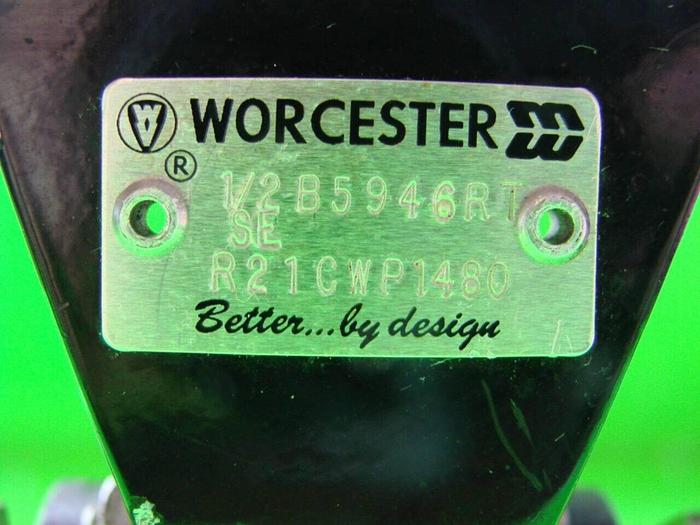 WORCESTER
®
1/2 B5946RT
SE
R21CWP1480
Better...by design